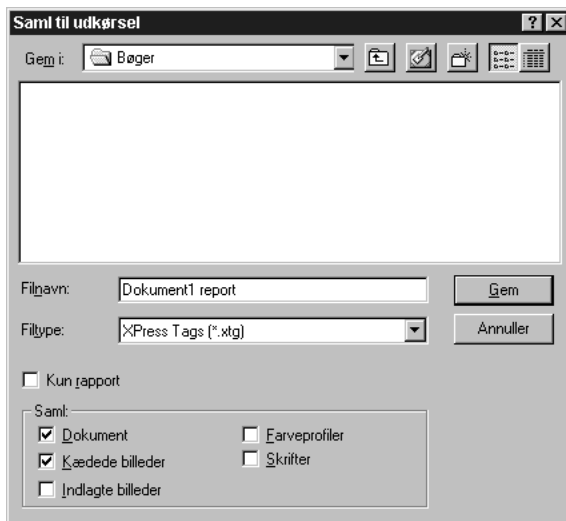 Saml til udkørsel
Gem i: Bøger
Filnavn: Dokument1 report Gem
Filtype: XPress Tags (*.xtg) Annuller
Kun rapport
Saml:
Dokument Farveprofiler
Kædede billeder Skrifter
Indlagte billeder